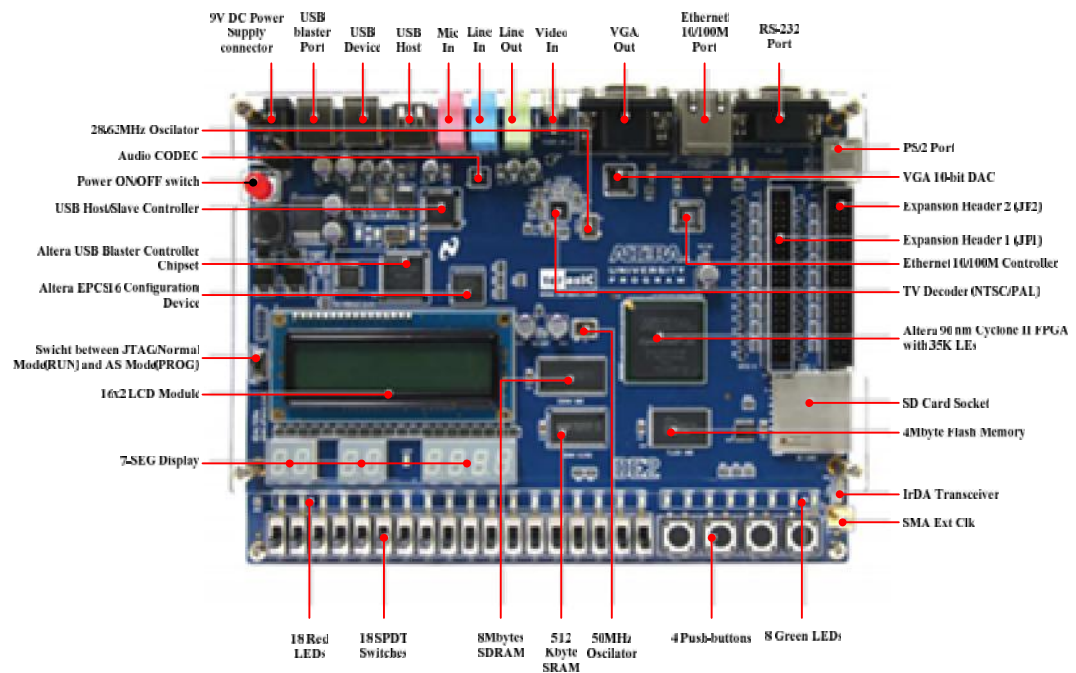 9V DC Power
Supply
connector
USB
blaster
Port
USB
Device
USB
Host
Mic
In
Line
In
Line
Out
Video
In
VGA
Out
Ethernet
10/100M
Port
RS-232
Port
28.63MHz Oscilator
Audio CODEC
Power ON/OFF switch
USB Host/Slave Controller
Altera USB Blaster Controller
Chipset
Altera EPCS16 Configuration
Device
Swicht between JTAG/Normal
Mode(RUN) and AS Mode(PROG)
16x2 LCD Module
7-SEG Display
PS/2 Port
VGA 10-bit DAC
Expansion Header 2 (JP2)
Expansion Header 1 (JP1)
Ethernet 10/100M Controller
TV Decoder (NTSC/PAL)
Altera 90 nm Cyclone II FPGA
with 35K LEs
SD Card Socket
4Mbyte Flash Memory
IrDA Transceiver
SMA Ext Clk
ALTERA
UNIVERSITY
PROGRAM
DE2
18 Red
LEDs
18 SPDT
Switches
8Mbytes
SDRAM
512
Kbyte
SRAM
50MHz
Oscilator
4 Push-buttons
8 Green LEDs